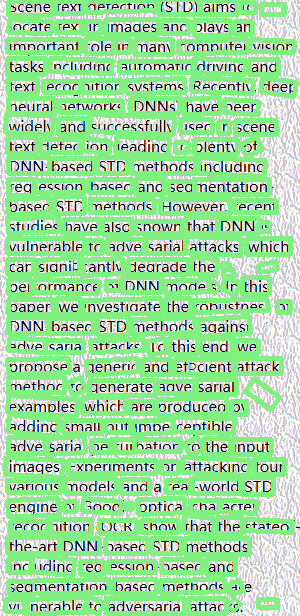 Scene text detection (STD) aims to
locate text in images and plays an
important role in many computer vision
tasks including automatic driving and
text recognition systems. Recently, deep
neural networks (DNNs) have been
widely and successfully used in scene
text detection, leading to plenty of
DNN-based STD methods including
regression-based and segmentation-
based STD methods. However, recent
studies have also shown that DNN is
vulnerable to adversarial attacks, which
can significantly degrade the
performance of DNN models. In this
paper, we investigate the robustness of
DNN-based STD methods against
adversarial attacks. To this end, we
propose a generic and efficient attack
method to generate adversarial
examples, which are produced by
adding small but imperceptible
adversarial perturbation to the input
images. Experiments on attacking four
various models and a real-world STD
engine of Google optical character
recognition (OCR) show that the state-of-
the-art DNN-based STD methods
including regression-based and
segmentation-based methods are
vulnerable to adversarial attacks.